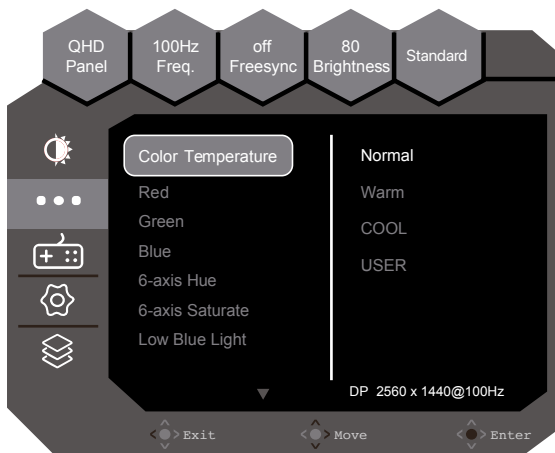 QHD
Panel
100Hz
Freq.
off
Freesync
80
Brightness
Standard
Color Temperature
Red
Green
Blue
6-axis Hue
6-axis Saturate
Low Blue Light
Normal
Warm
COOL
USER
DP 2560 x 1440@100Hz
Exit
Move
Enter